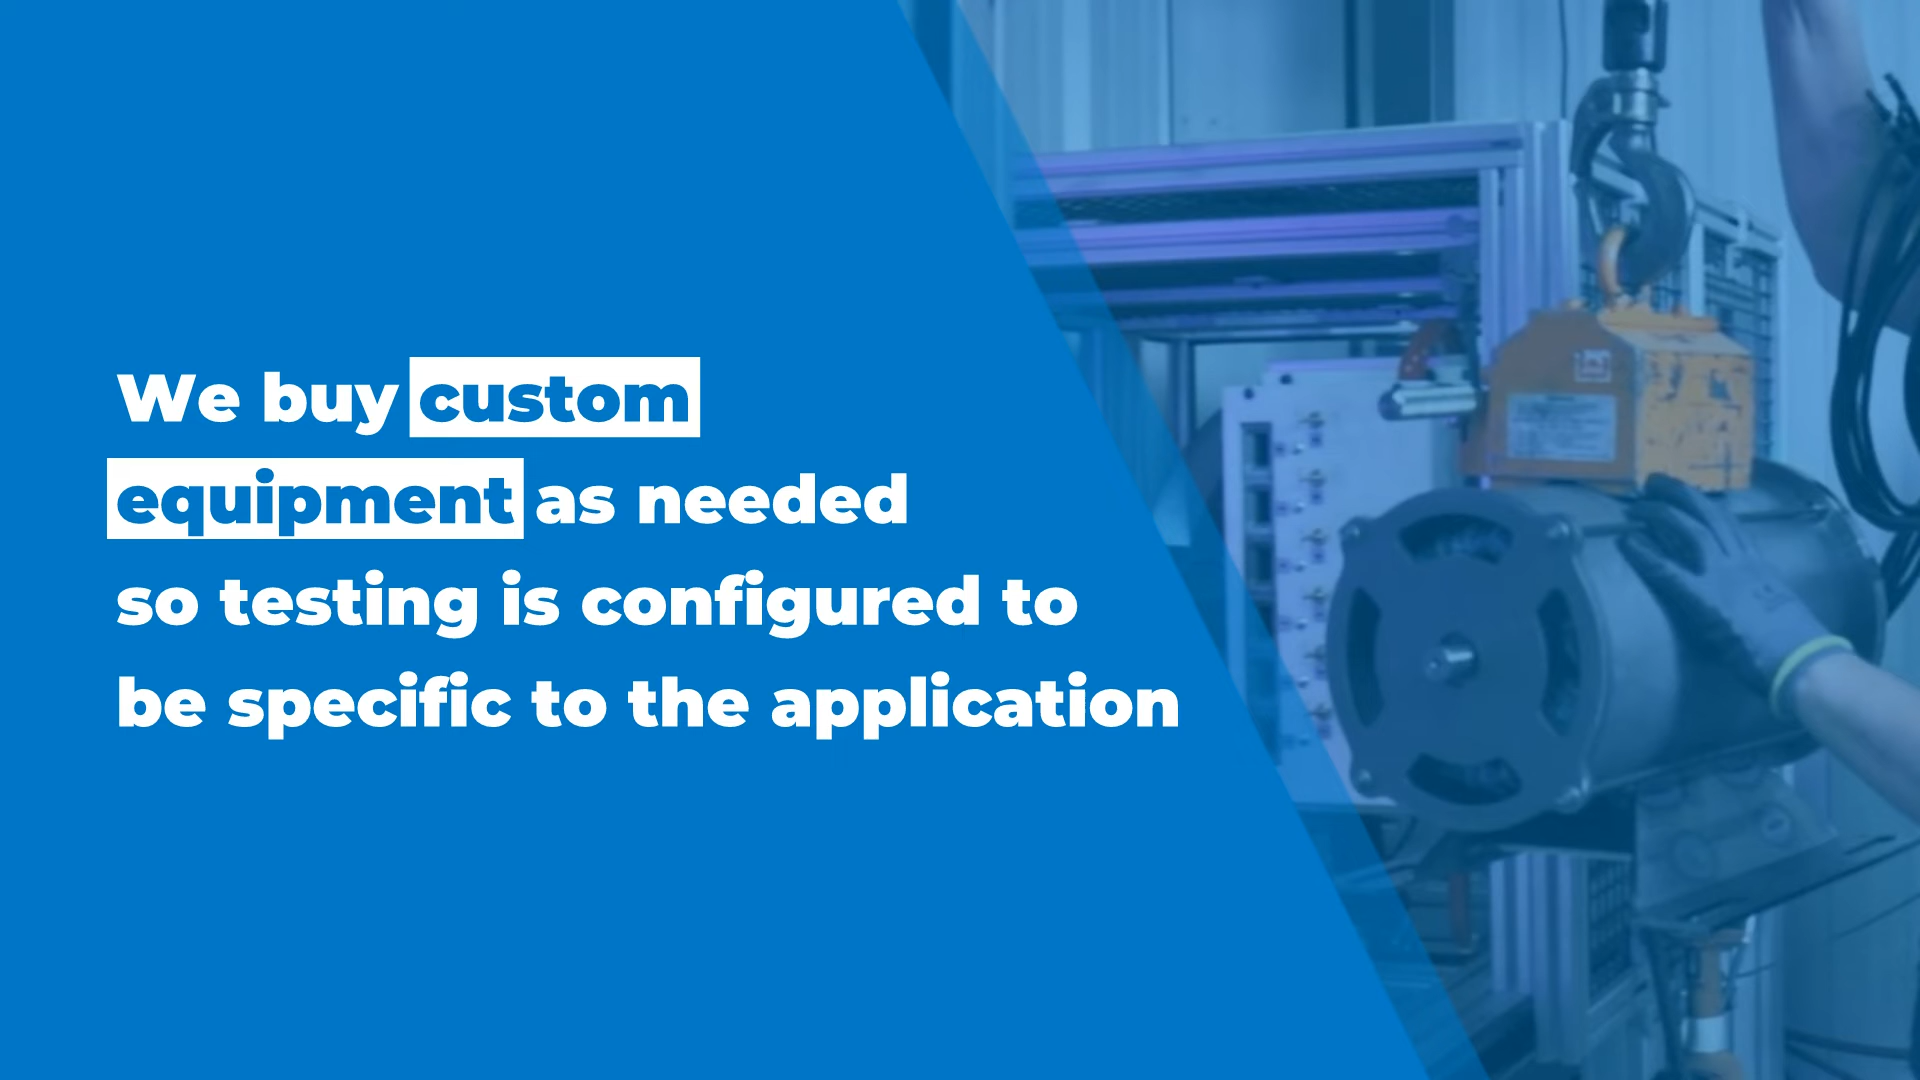 We buy custom
equipment as needed
so testing is configured to
be specific to the application